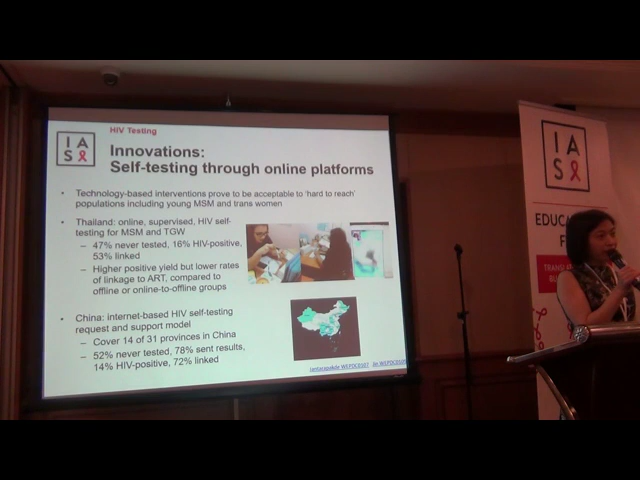 HIV Testing
IAS
Innovations:
Self-testing through online platforms
• Technology-based interventions prove to be acceptable to 'hard to reach'
populations including young MSM and trans women
• Thailand: online, supervised, HIV self-
testing for MSM and TGW
– 47% never tested, 16% HIV-positive,
53% linked
– Higher positive yield but lower rates
of linkage to ART, compared to
offline or online-to-offline groups
• China: internet-based HIV self-testing
request and support model
– Cover 14 of 31 provinces in China
– 52% never tested, 78% sent results,
14% HIV-positive, 72% linked
IAS